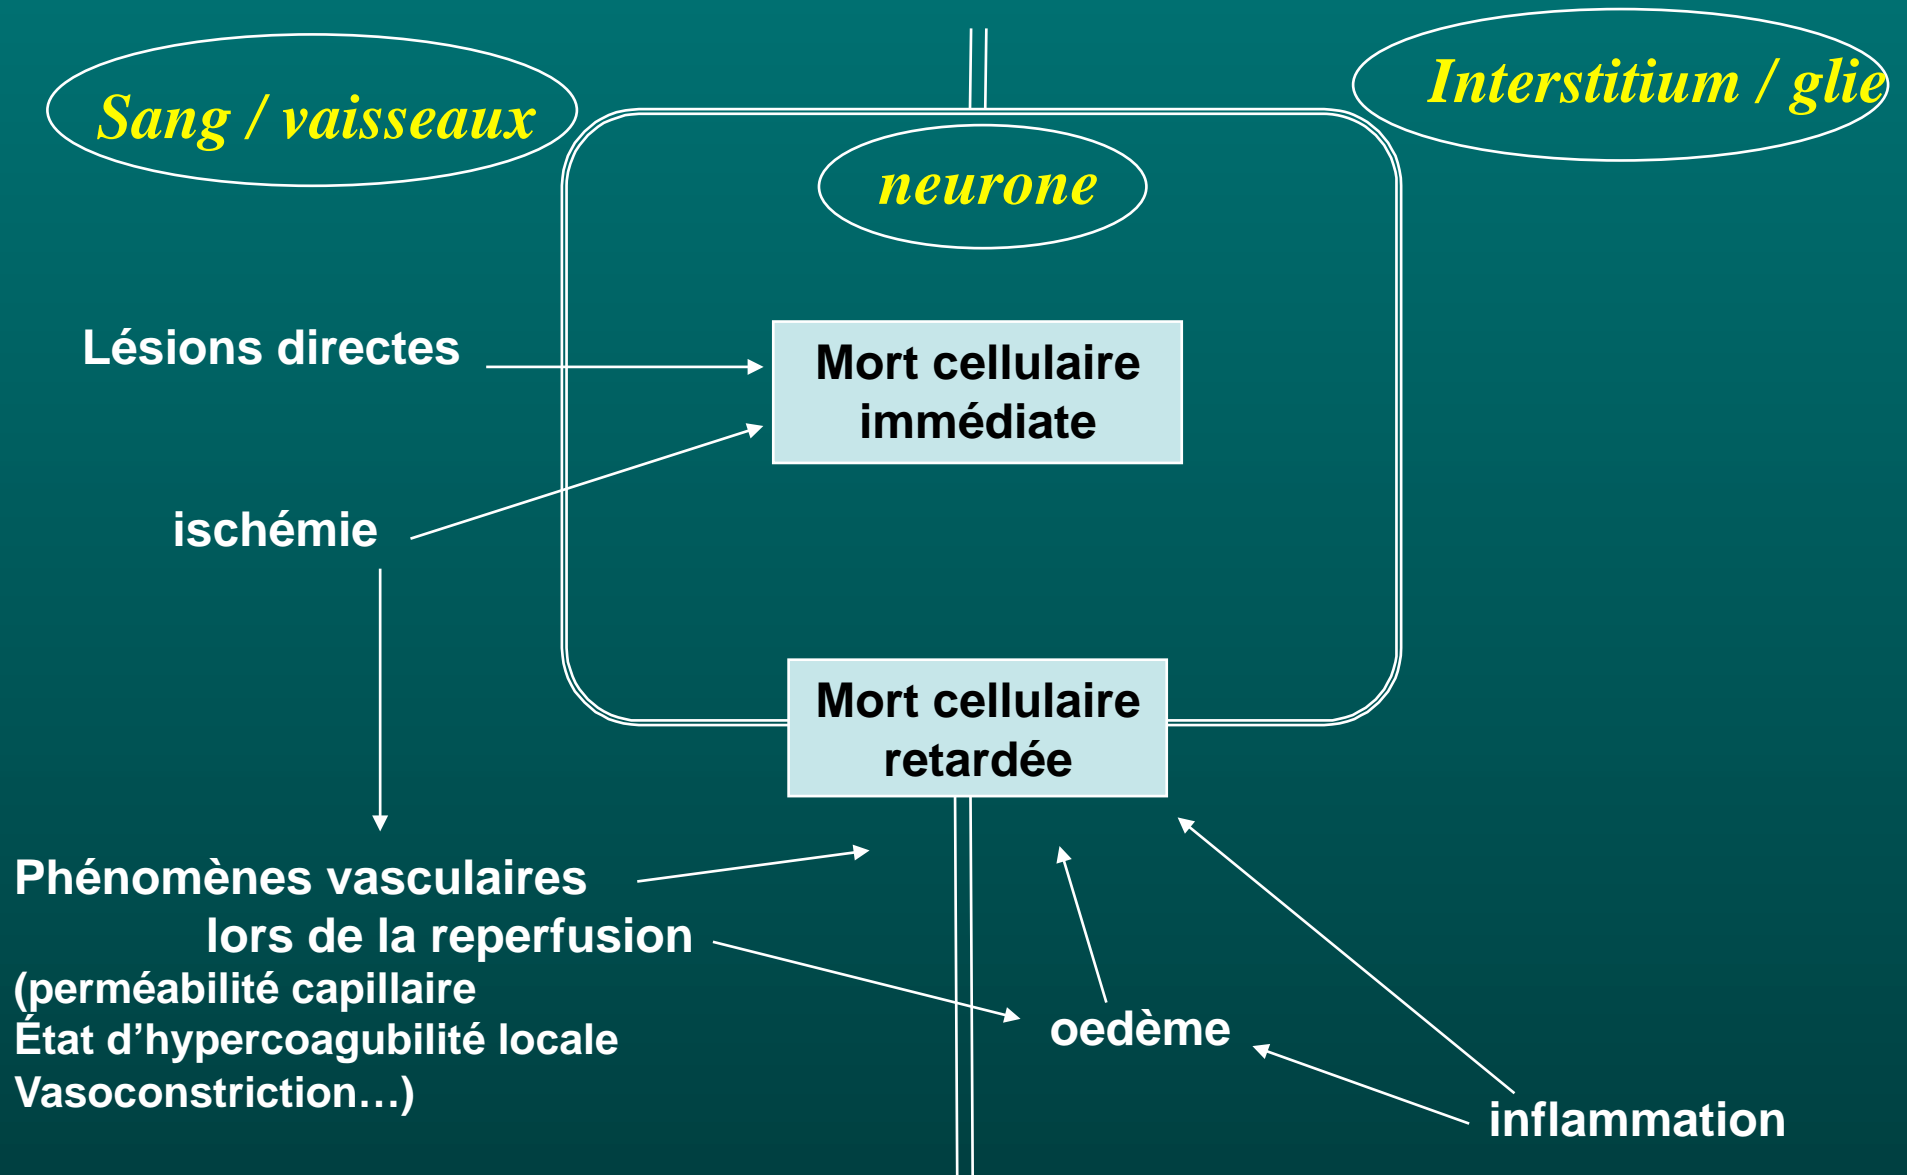 Sang / vaisseaux
Interstitium / glie
neurone
Lésions directes
Mort cellulaire
immédiate
ischémie
Mort cellulaire
retardée
Phénomènes vasculaires
lors de la reperfusion
(perméabilité capillaire
État d’hypercoagubilité locale
Vasoconstriction…)
oedème
inflammation